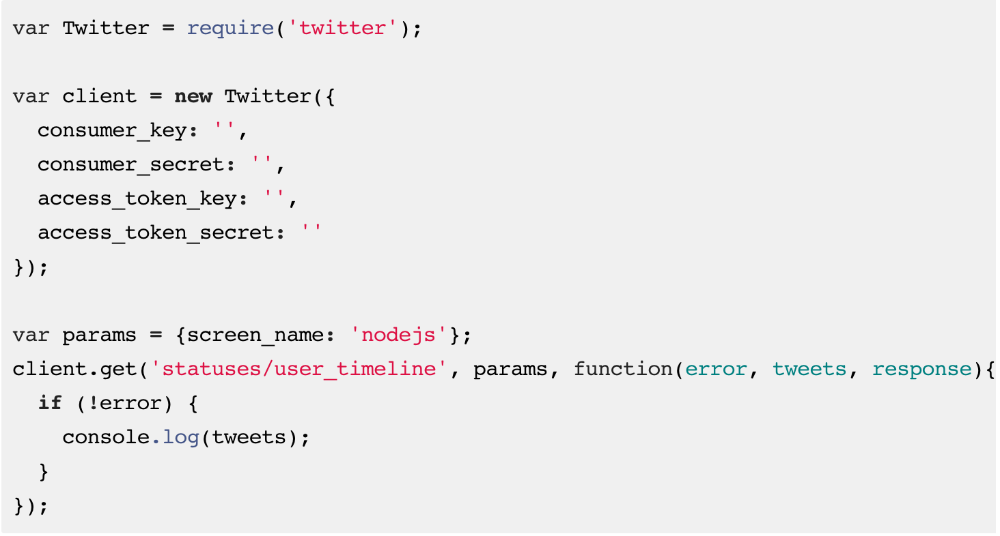 var Twitter = require('twitter');
var client = new Twitter({
  consumer_key: '',
  consumer_secret: '',
  access_token_key: '',
  access_token_secret: ''
});
var params = {screen_name: 'nodejs'};
client.get('statuses/user_timeline', params, function(error, tweets, response){
  if (!error) {
    console.log(tweets);
  }
});